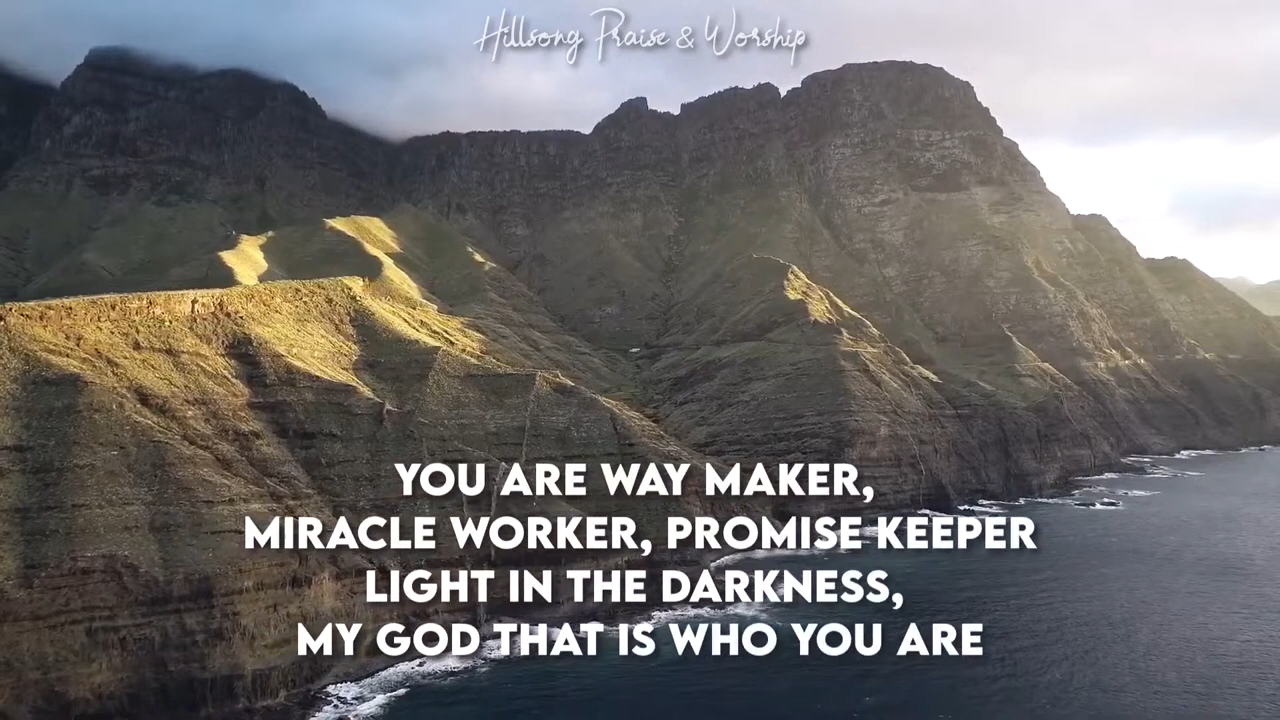 Hillsong Praise & Worship
YOU ARE WAY MAKER,
MIRACLE WORKER, PROMISE KEEPER
LIGHT IN THE DARKNESS,
MY GOD THAT IS WHO YOU ARE